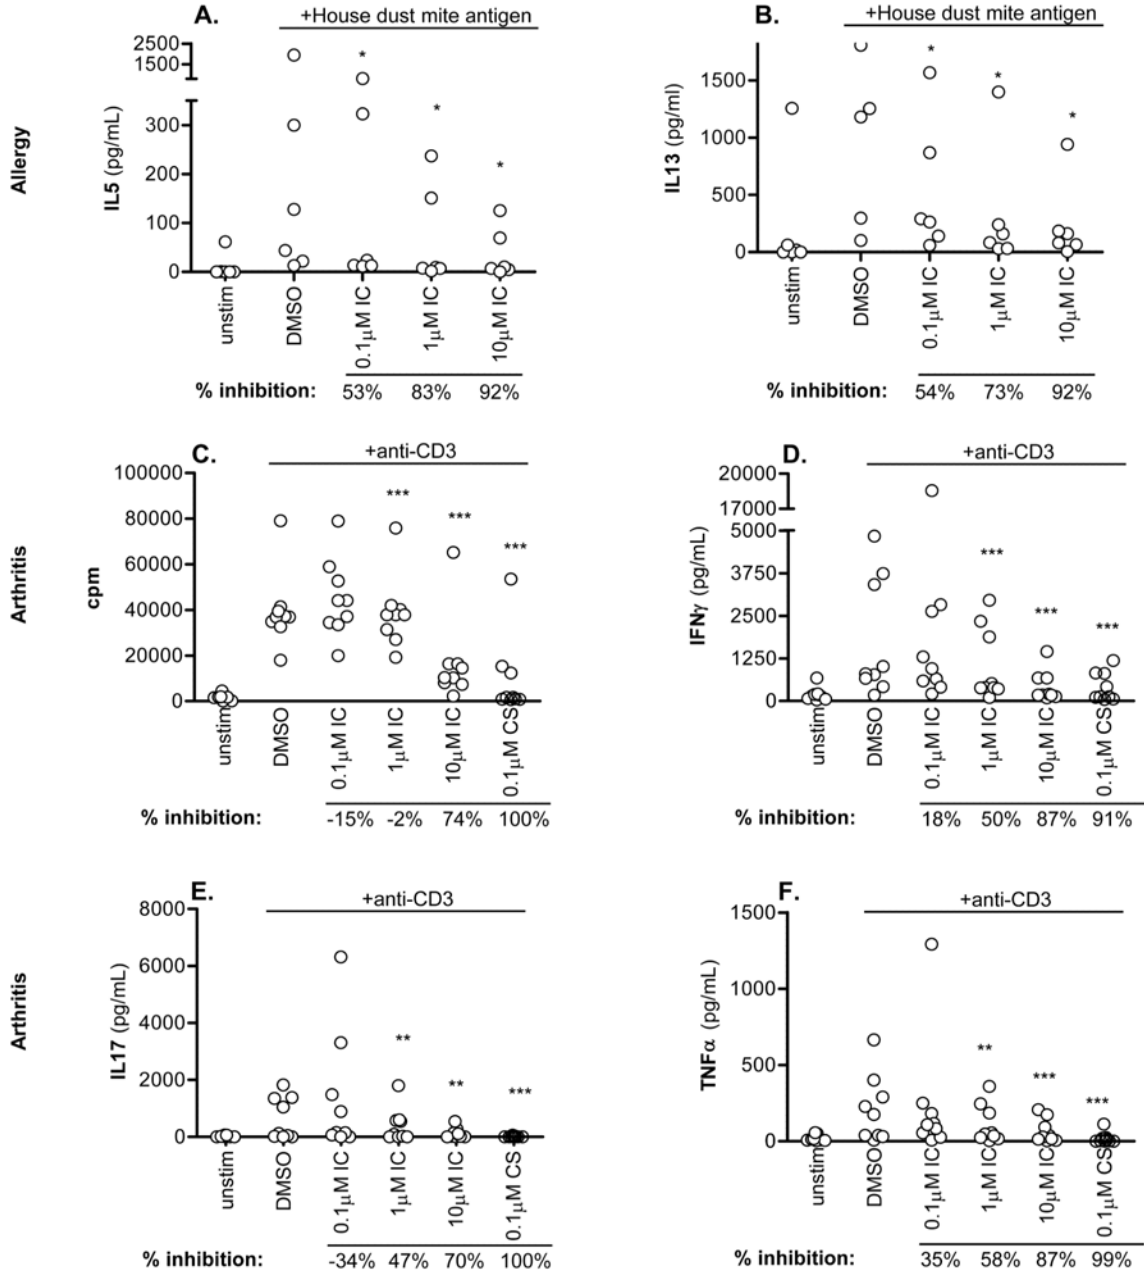 A.
+House dust mite antigen
Allergy
IL5 (pg/mL)
2500
1500
300
200
100
0
*
*
*
unstim
DMSO
0.1µM IC
1µM IC
10µM IC
% inhibition: 53% 83% 92%
B.
+House dust mite antigen
IL13 (pg/ml)
1500
1000
500
0
*
*
*
unstim
DMSO
0.1µM IC
1µM IC
10µM IC
% inhibition: 54% 73% 92%
C.
+anti-CD3
Arthritis
cpm
100000
80000
60000
40000
20000
0
***
***
***
unstim
DMSO
0.1µM IC
1µM IC
10µM IC
0.1µM CS
% inhibition: -15% -2% 74% 100%
D.
+anti-CD3
IFNγ (pg/mL)
20000
17000
5000
3750
2500
1250
0
***
***
***
unstim
DMSO
0.1µM IC
1µM IC
10µM IC
0.1µM CS
% inhibition: 18% 50% 87% 91%
E.
+anti-CD3
Arthritis
IL17 (pg/mL)
8000
6000
4000
2000
0
**
**
***
unstim
DMSO
0.1µM IC
1µM IC
10µM IC
0.1µM CS
% inhibition: -34% 47% 70% 100%
F.
+anti-CD3
TNFα (pg/mL)
1500
1000
500
0
**
***
***
unstim
DMSO
0.1µM IC
1µM IC
10µM IC
0.1µM CS
% inhibition: 35% 58% 87% 99%